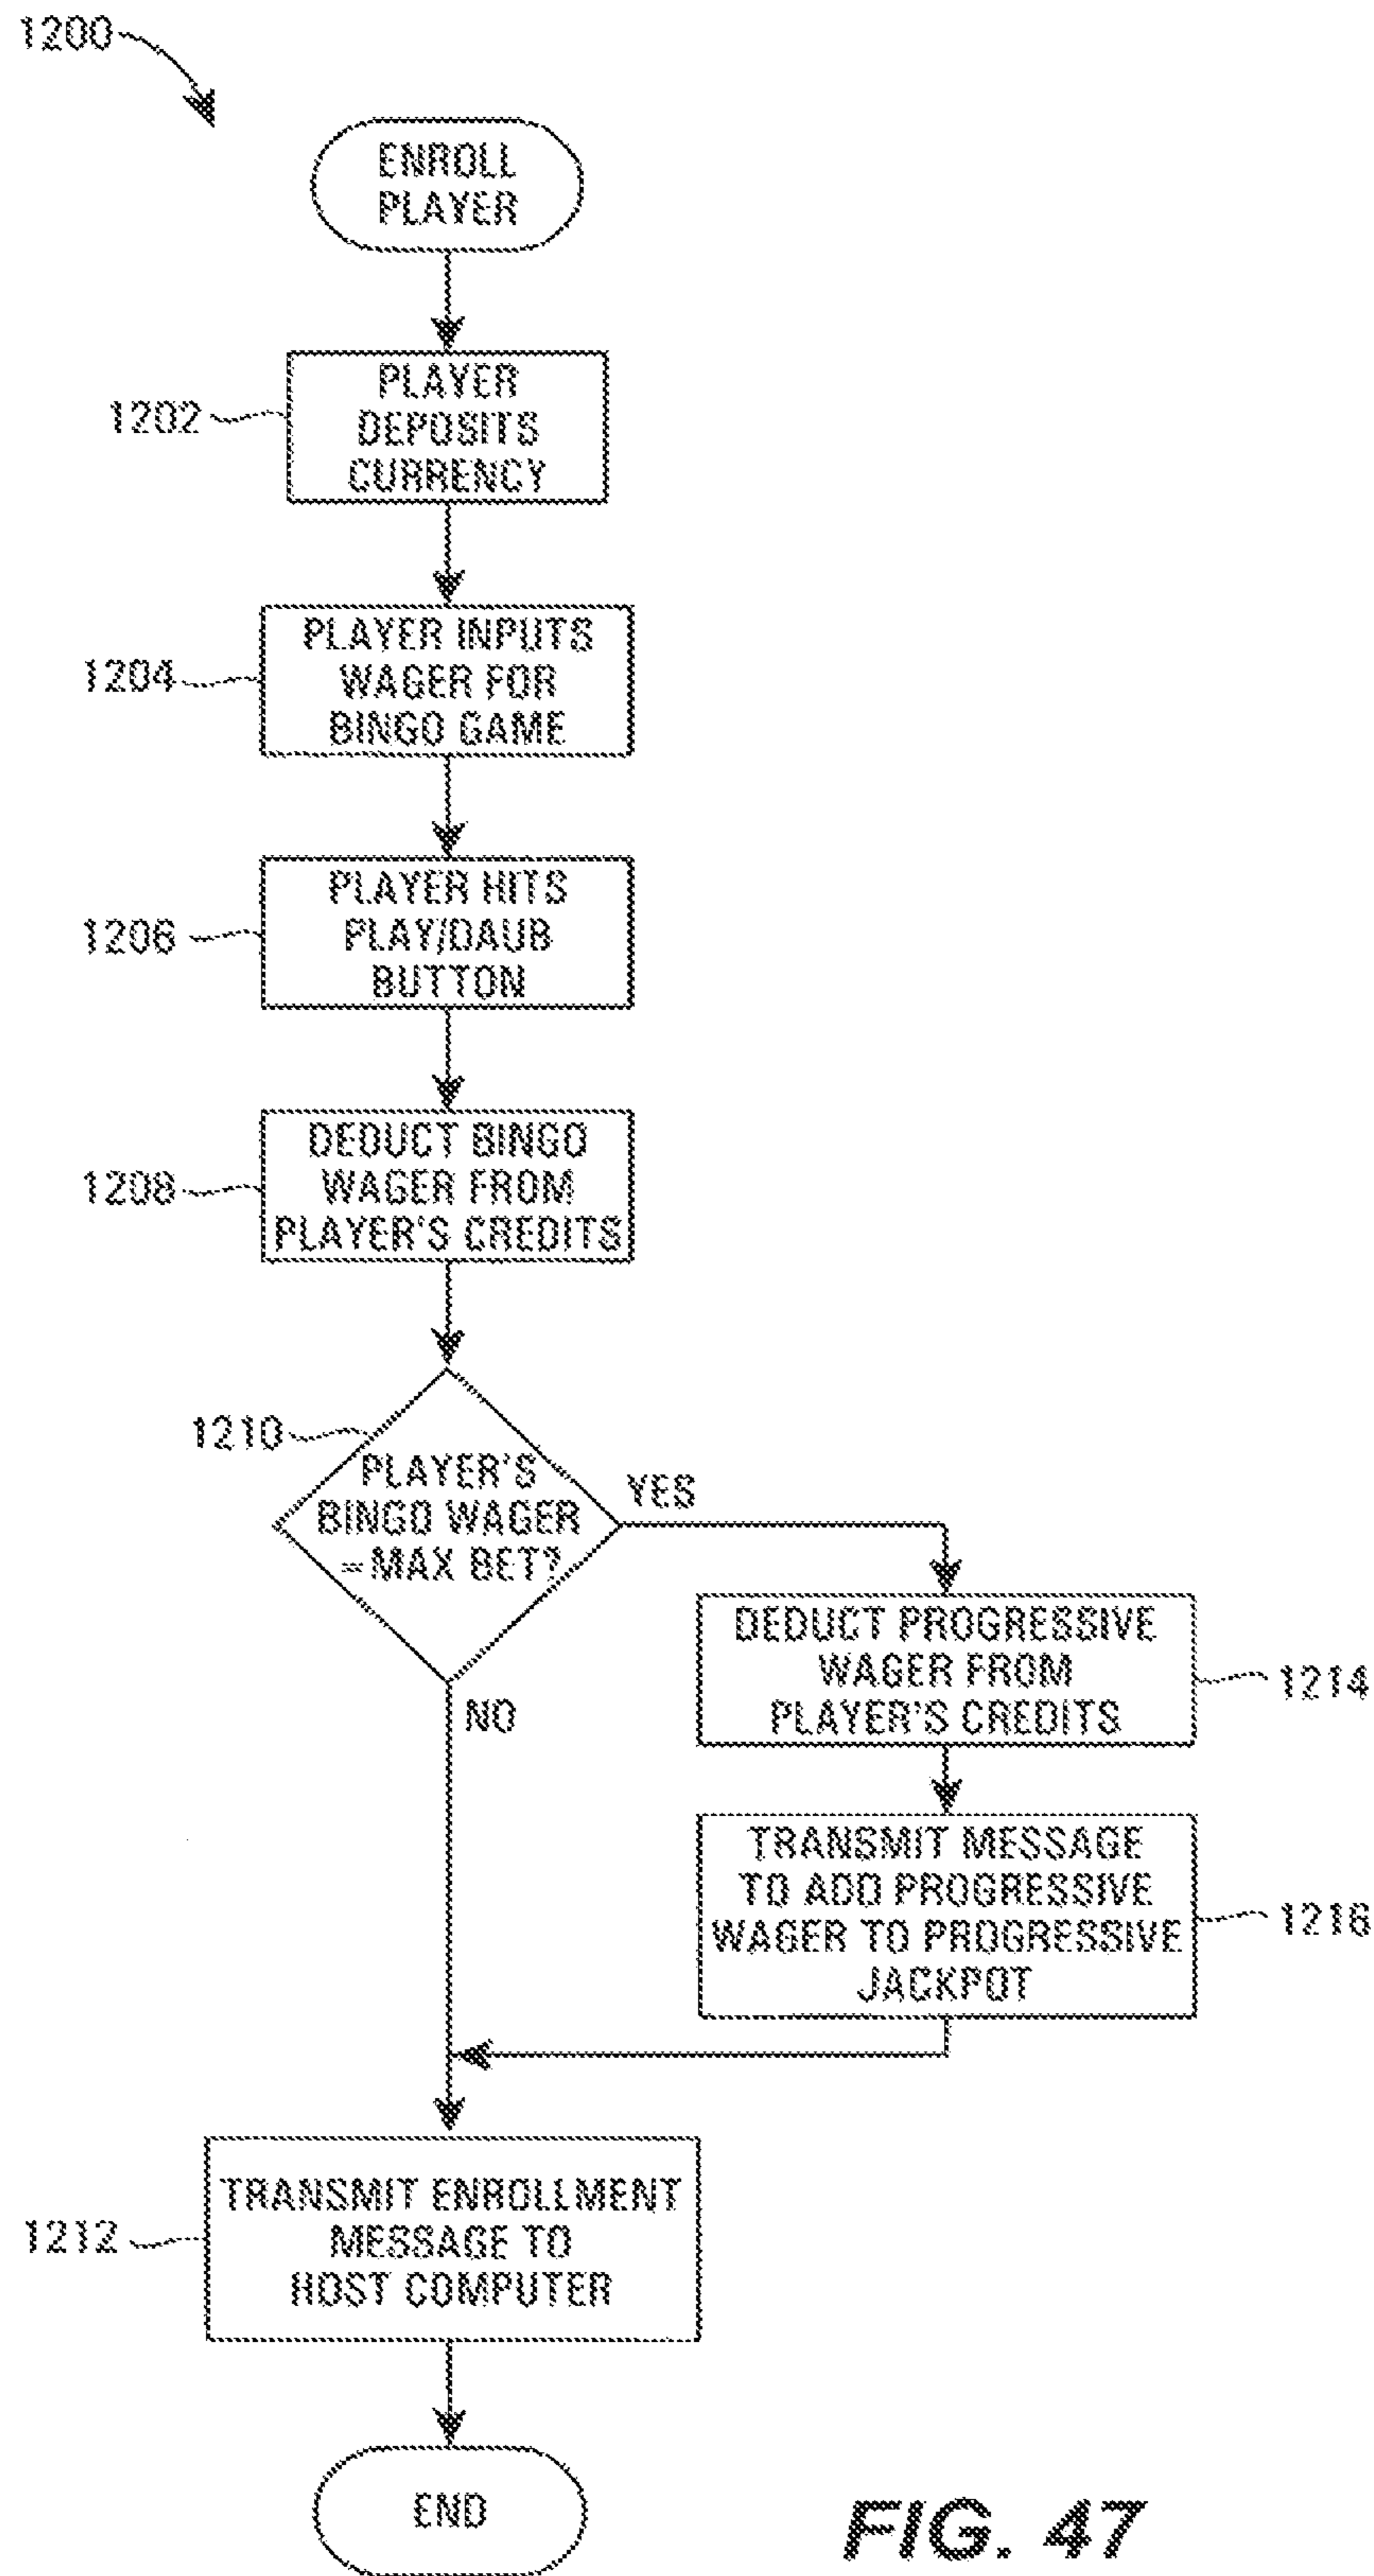 1200
ENROLL
PLAYER
1202
PLAYER
DEPOSITS
CURRENCY
1204
PLAYER INPUTS
WAGER FOR
BINGO GAME
1206
PLAYER HITS
PLAY/DAUB
BUTTON
1208
DEDUCT BINGO
WAGER FROM
PLAYER'S CREDITS
1210
PLAYER'S
BINGO WAGER
=MAX BET?
YES
NO
DEDUCT PROGRESSIVE
WAGER FROM
PLAYER'S CREDITS
1214
TRANSMIT MESSAGE
TO ADD PROGRESSIVE
WAGER TO PROGRESSIVE
JACKPOT
1216
1212
TRANSMIT ENROLLMENT
MESSAGE TO
HOST COMPUTER
END
FIG. 47